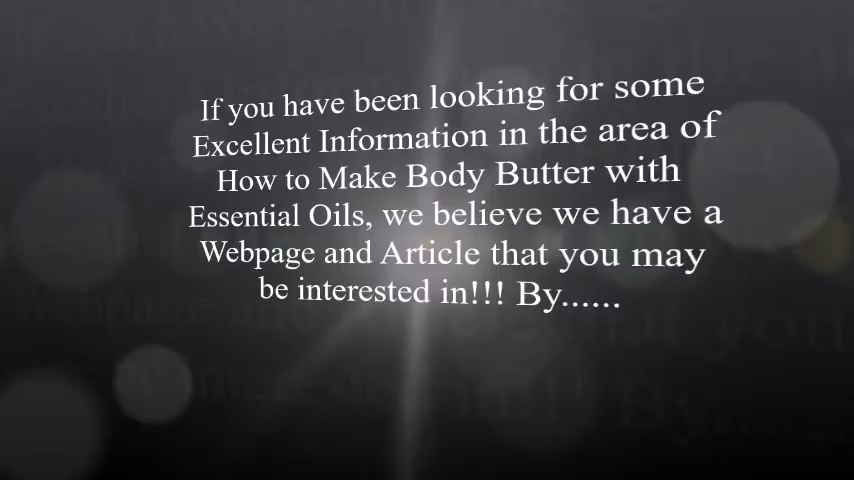 If you have been looking for some
Excellent Information in the area of
How to Make Body Butter with
Essential Oils, we believe we have a
Webpage and Article that you may
be interested in!!! By......